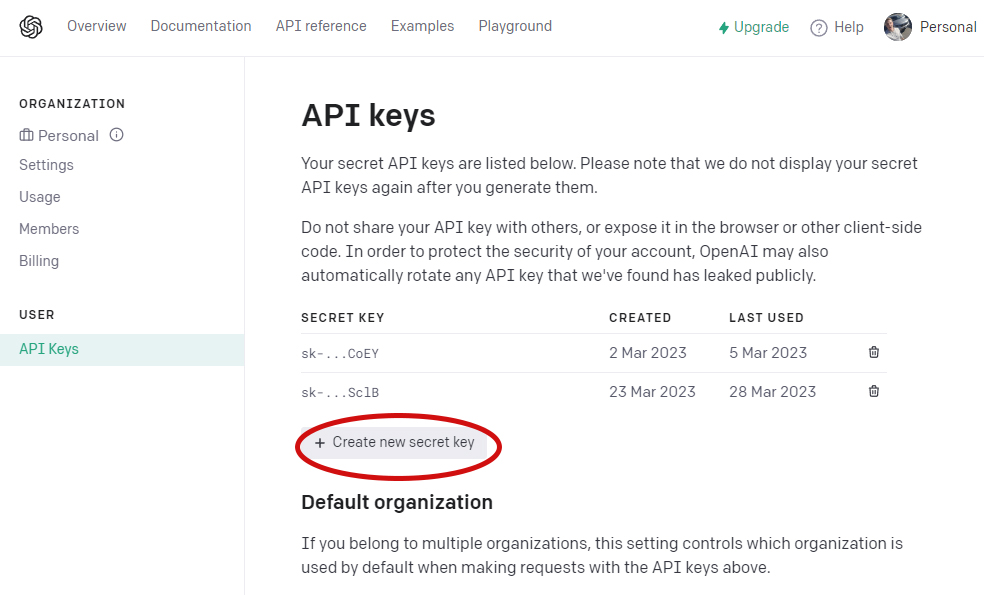 Overview Documentation API reference Examples Playground Upgrade Help Personal
ORGANIZATION
Personal
Settings
Usage
Members
Billing
USER
API Keys
API keys
Your secret API keys are listed below. Please note that we do not display your secret
API keys again after you generate them.
Do not share your API key with others, or expose it in the browser or other client-side
code. In order to protect the security of your account, OpenAI may also
automatically rotate any API key that we've found has leaked publicly.
SECRET KEY CREATED LAST USED
sk-...CoEY 2 Mar 2023 5 Mar 2023
sk-...SclB 23 Mar 2023 28 Mar 2023
+ Create new secret key
Default organization
If you belong to multiple organizations, this setting controls which organization is
used by default when making requests with the API keys above.